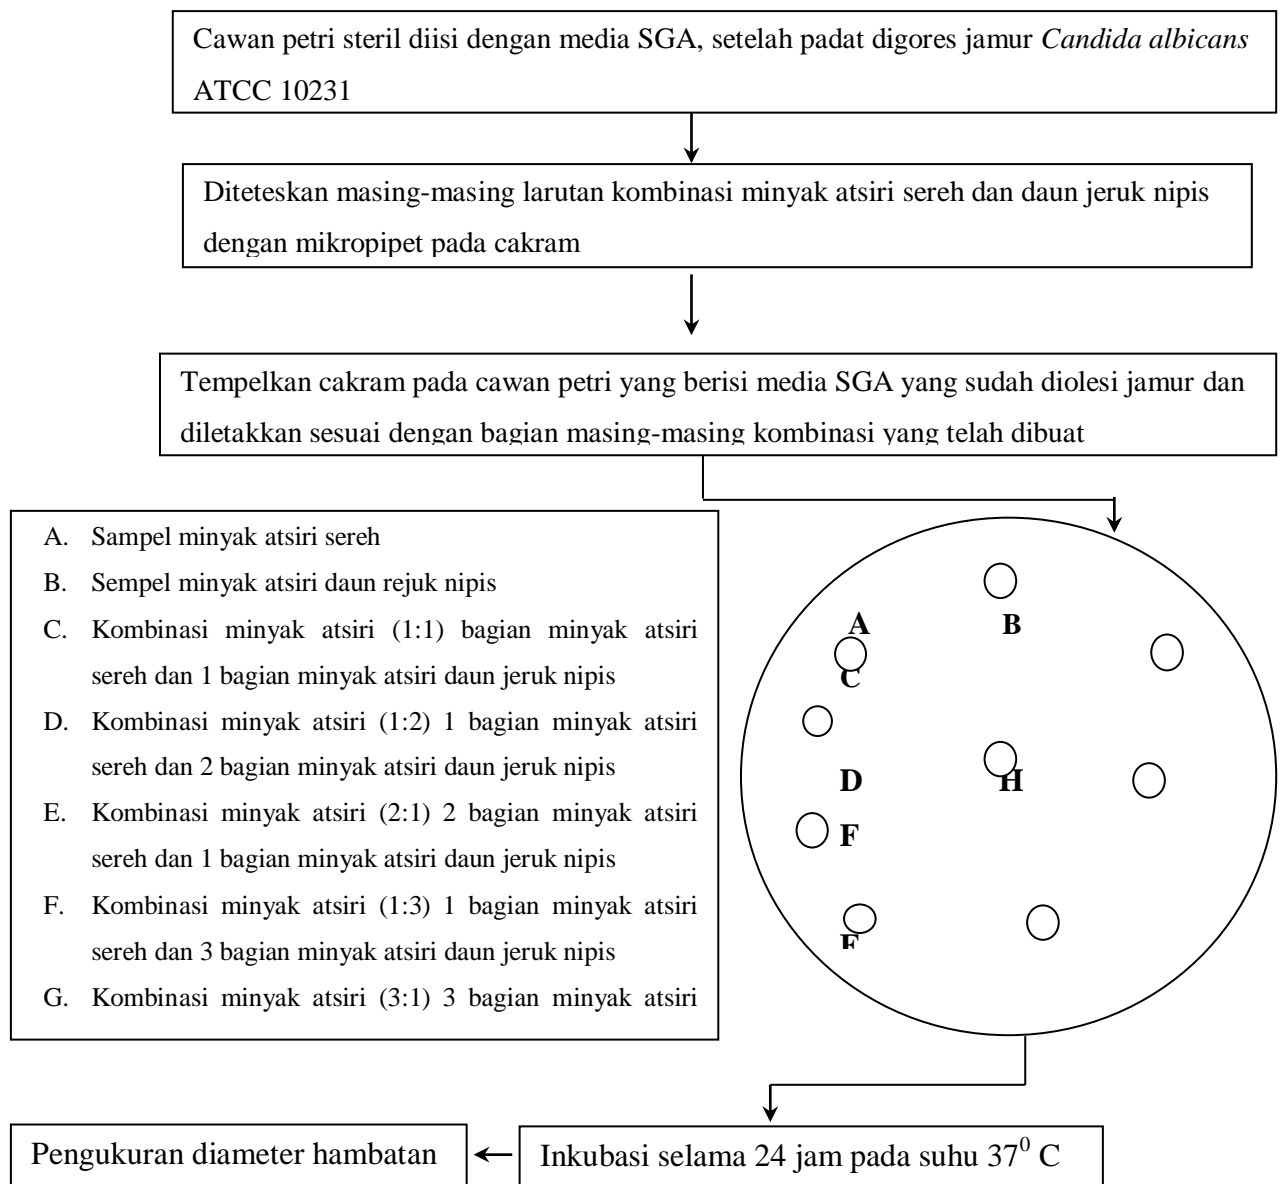 Cawan petri steril diisi dengan media SGA, setelah padat digores jamur Candida albicans
ATCC 10231
Diteteskan masing-masing larutan kombinasi minyak atsiri sereh dan daun jeruk nipis
dengan mikropipet pada cakram
Tempelkan cakram pada cawan petri yang berisi media SGA yang sudah diolesi jamur dan
diletakkan sesuai dengan bagian masing-masing kombinasi yang telah dibuat
A. Sampel minyak atsiri sereh
B. Sempel minyak atsiri daun rejuk nipis
C. Kombinasi minyak atsiri (1:1) bagian minyak atsiri
sereh dan 1 bagian minyak atsiri daun jeruk nipis
D. Kombinasi minyak atsiri (1:2) 1 bagian minyak atsiri
sereh dan 2 bagian minyak atsiri daun jeruk nipis
E. Kombinasi minyak atsiri (2:1) 2 bagian minyak atsiri
sereh dan 1 bagian minyak atsiri daun jeruk nipis
F. Kombinasi minyak atsiri (1:3) 1 bagian minyak atsiri
sereh dan 3 bagian minyak atsiri daun jeruk nipis
G. Kombinasi minyak atsiri (3:1) 3 bagian minyak atsiri
A B
C
D H
F
Pengukuran diameter hambatan
Inkubasi selama 24 jam pada suhu 37⁰ C